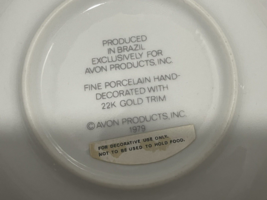 PRODUCED
IN BRAZIL
EXCLUSIVELY FOR
AVON PRODUCTS, INC
FINE PORCELAIN HAND-
DECORATED WITH
22K GOLD TRIM
© AVON PRODUCTS, INC.
1979
FOR DECORATIVE USE ONLY,
NOT TO BE USED TO HOLD FOOD.